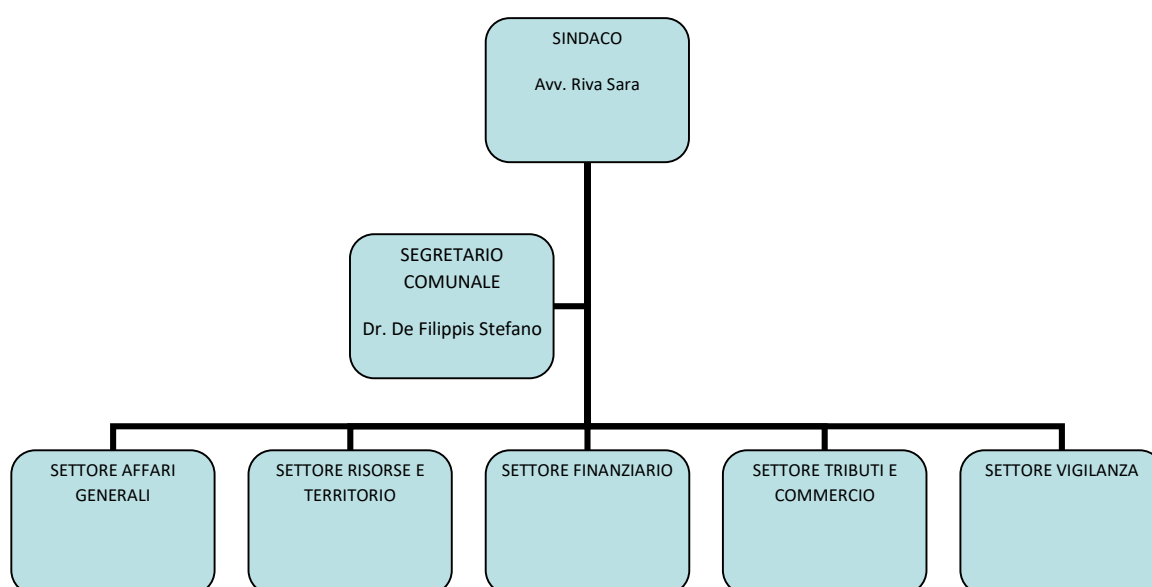 SINDACO
Avv. Riva Sara
SEGRETARIO
COMUNALE
Dr. De Filippis Stefano
SETTORE AFFARI
GENERALI
SETTORE RISORSE E
TERRITORIO
SETTORE FINANZIARIO
SETTORE TRIBUTI E
COMMERCIO
SETTORE VIGILANZA